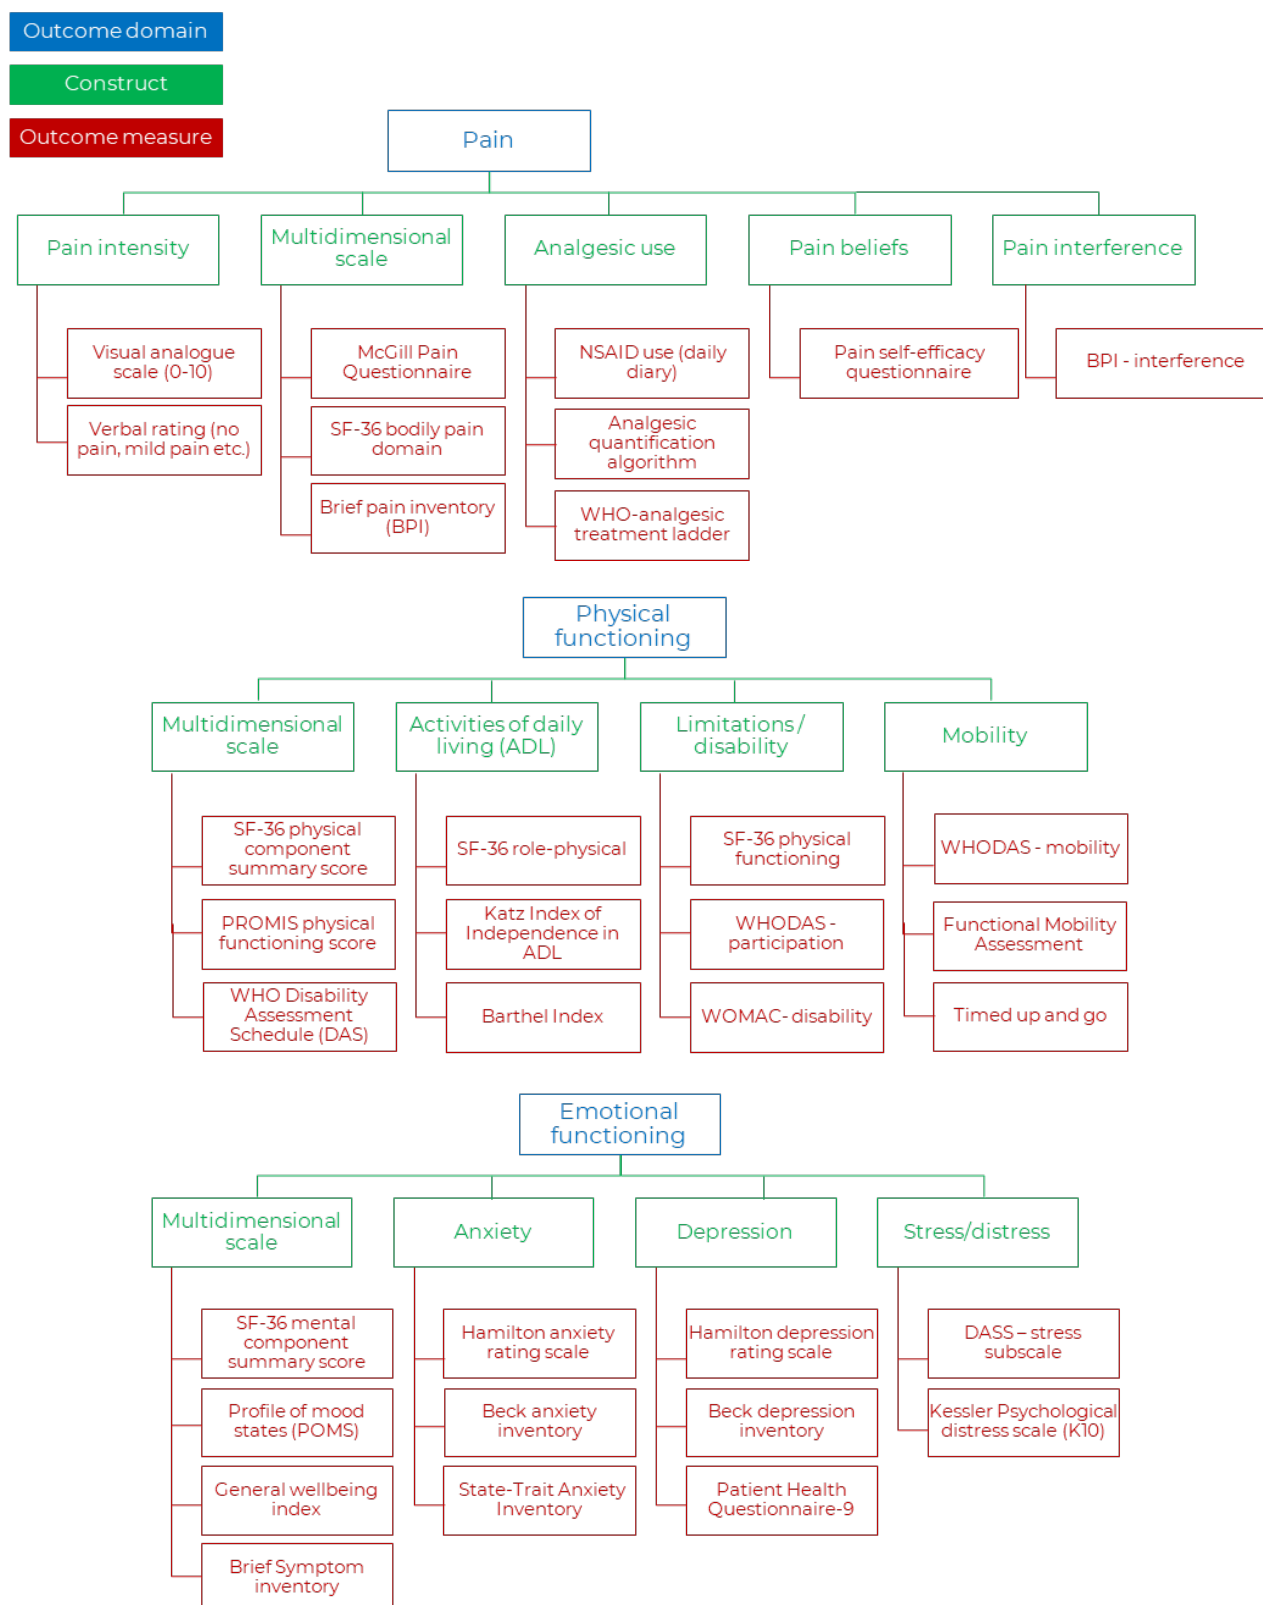 Outcome domain
Construct
Outcome measure
Pain
Pain intensity
Multidimensional
scale
Analgesic use
Pain beliefs
Pain interference
Visual analogue
scale (0-10)
Verbal rating (no
pain, mild pain etc.)
McGill Pain
Questionnaire
SF-36 bodily pain
domain
Brief pain inventory
(BPI)
NSAID use (daily
diary)
Analgesic
quantification
algorithm
WHO-analgesic
treatment ladder
Pain self-efficacy
questionnaire
BPI - interference
Physical
functioning
Multidimensional
scale
Activities of daily
living (ADL)
Limitations /
disability
Mobility
SF-36 physical
component
summary score
PROMIS physical
functioning score
WHO Disability
Assessment
Schedule (DAS)
SF-36 role-physical
Katz Index of
Independence in
ADL
Barthel Index
SF-36 physical
functioning
WHODAS -
participation
WOMAC- disability
WHODAS - mobility
Functional Mobility
Assessment
Timed up and go
Emotional
functioning
Multidimensional
scale
Anxiety
Depression
Stress/distress
SF-36 mental
component
summary score
Profile of mood
states (POMS)
General wellbeing
index
Brief Symptom
inventory
Hamilton anxiety
rating scale
Beck anxiety
inventory
State-Trait Anxiety
Inventory
Hamilton depression
rating scale
Beck depression
inventory
Patient Health
Questionnaire-9
DASS – stress
subscale
Kessler Psychological
distress scale (K10)